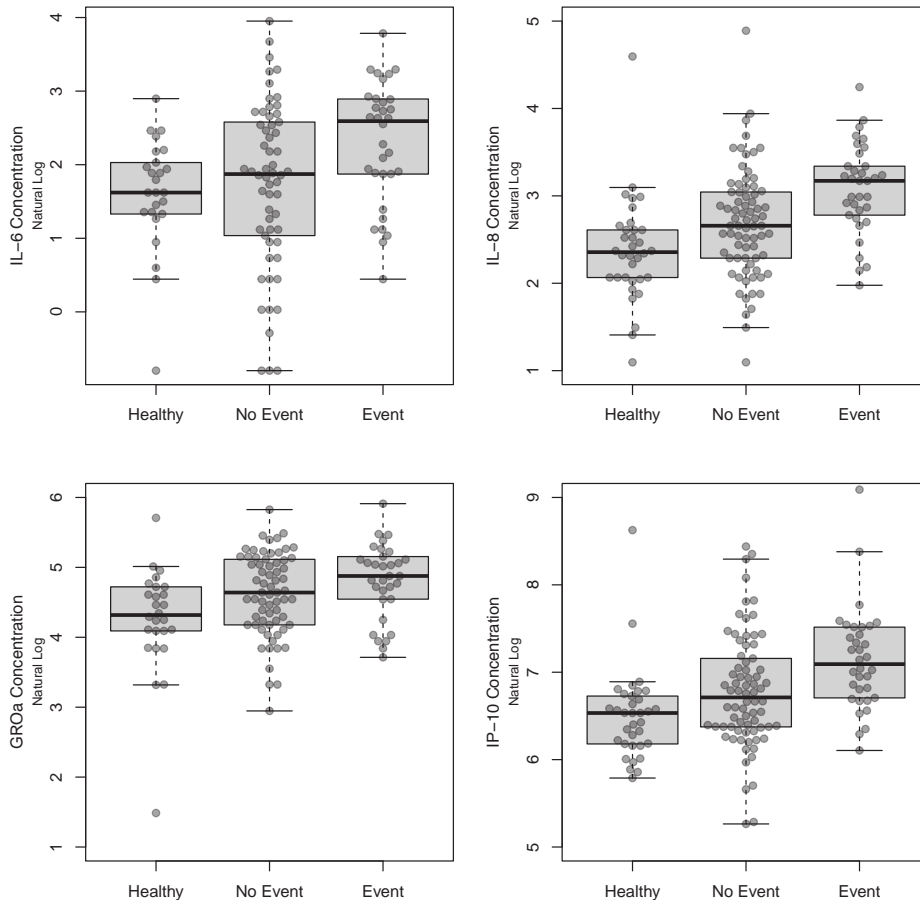 IL−6 Concentration
Natural Log
4
3
2
1
0
Healthy
No Event
Event
IL−8 Concentration
Natural Log
5
4
3
2
1
Healthy
No Event
Event
GROa Concentration
Natural Log
6
5
4
3
2
1
Healthy
No Event
Event
IP−10 Concentration
Natural Log
9
8
7
6
5
Healthy
No Event
Event